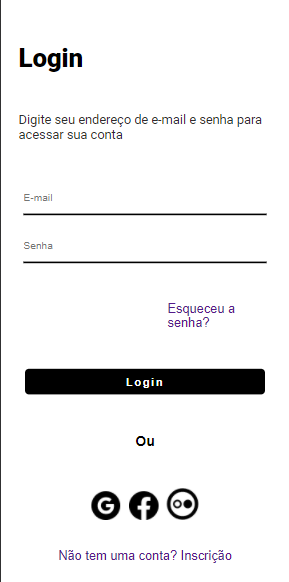 Login
Digite seu endereço de e-mail e senha para
acessar sua conta
E-mail
Senha
Esqueceu a
senha?
Login
Ou
Não tem uma conta? Inscrição